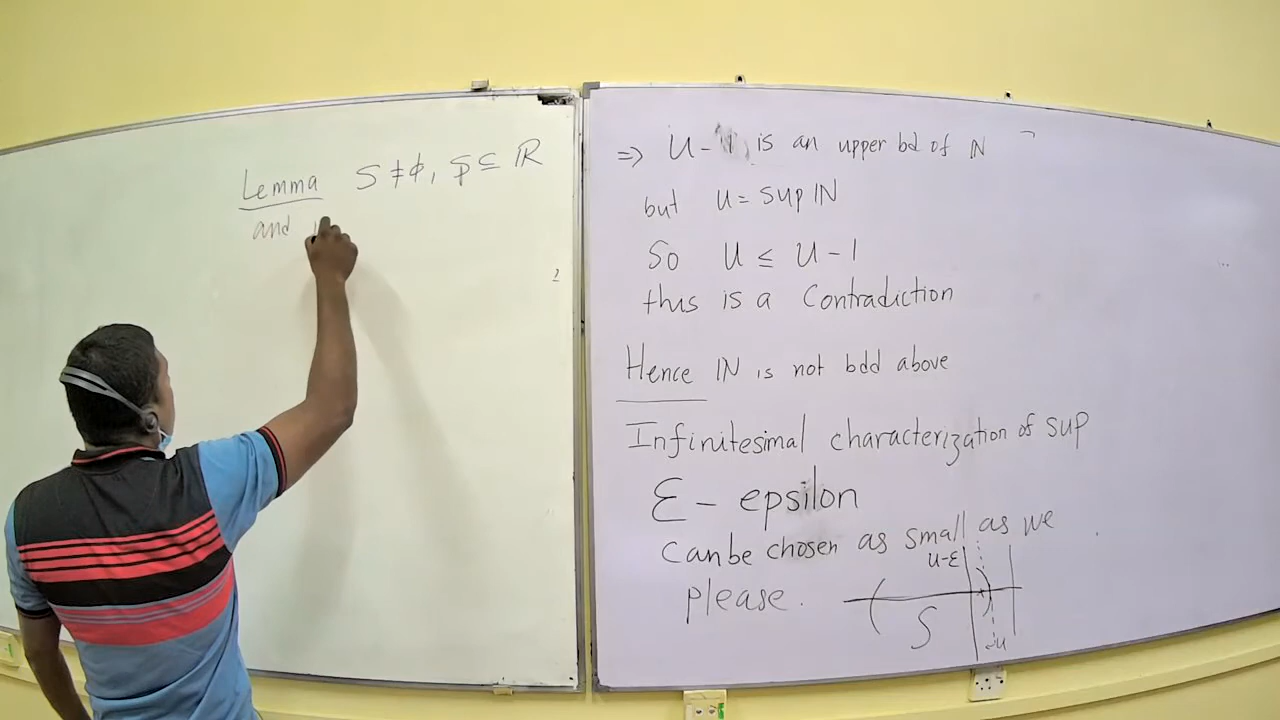 Lemma S ≠ ϕ, S ⊆ ℝ
and
⇒ u - 1 is an upper bd of ℕ
but u = sup ℕ
So u ≤ u - 1
this is a Contradiction
Hence ℕ is not bdd above
Infinitesimal characterization of sup
ε - epsilon
can be chosen as small as we
please.
u-ε
S
u